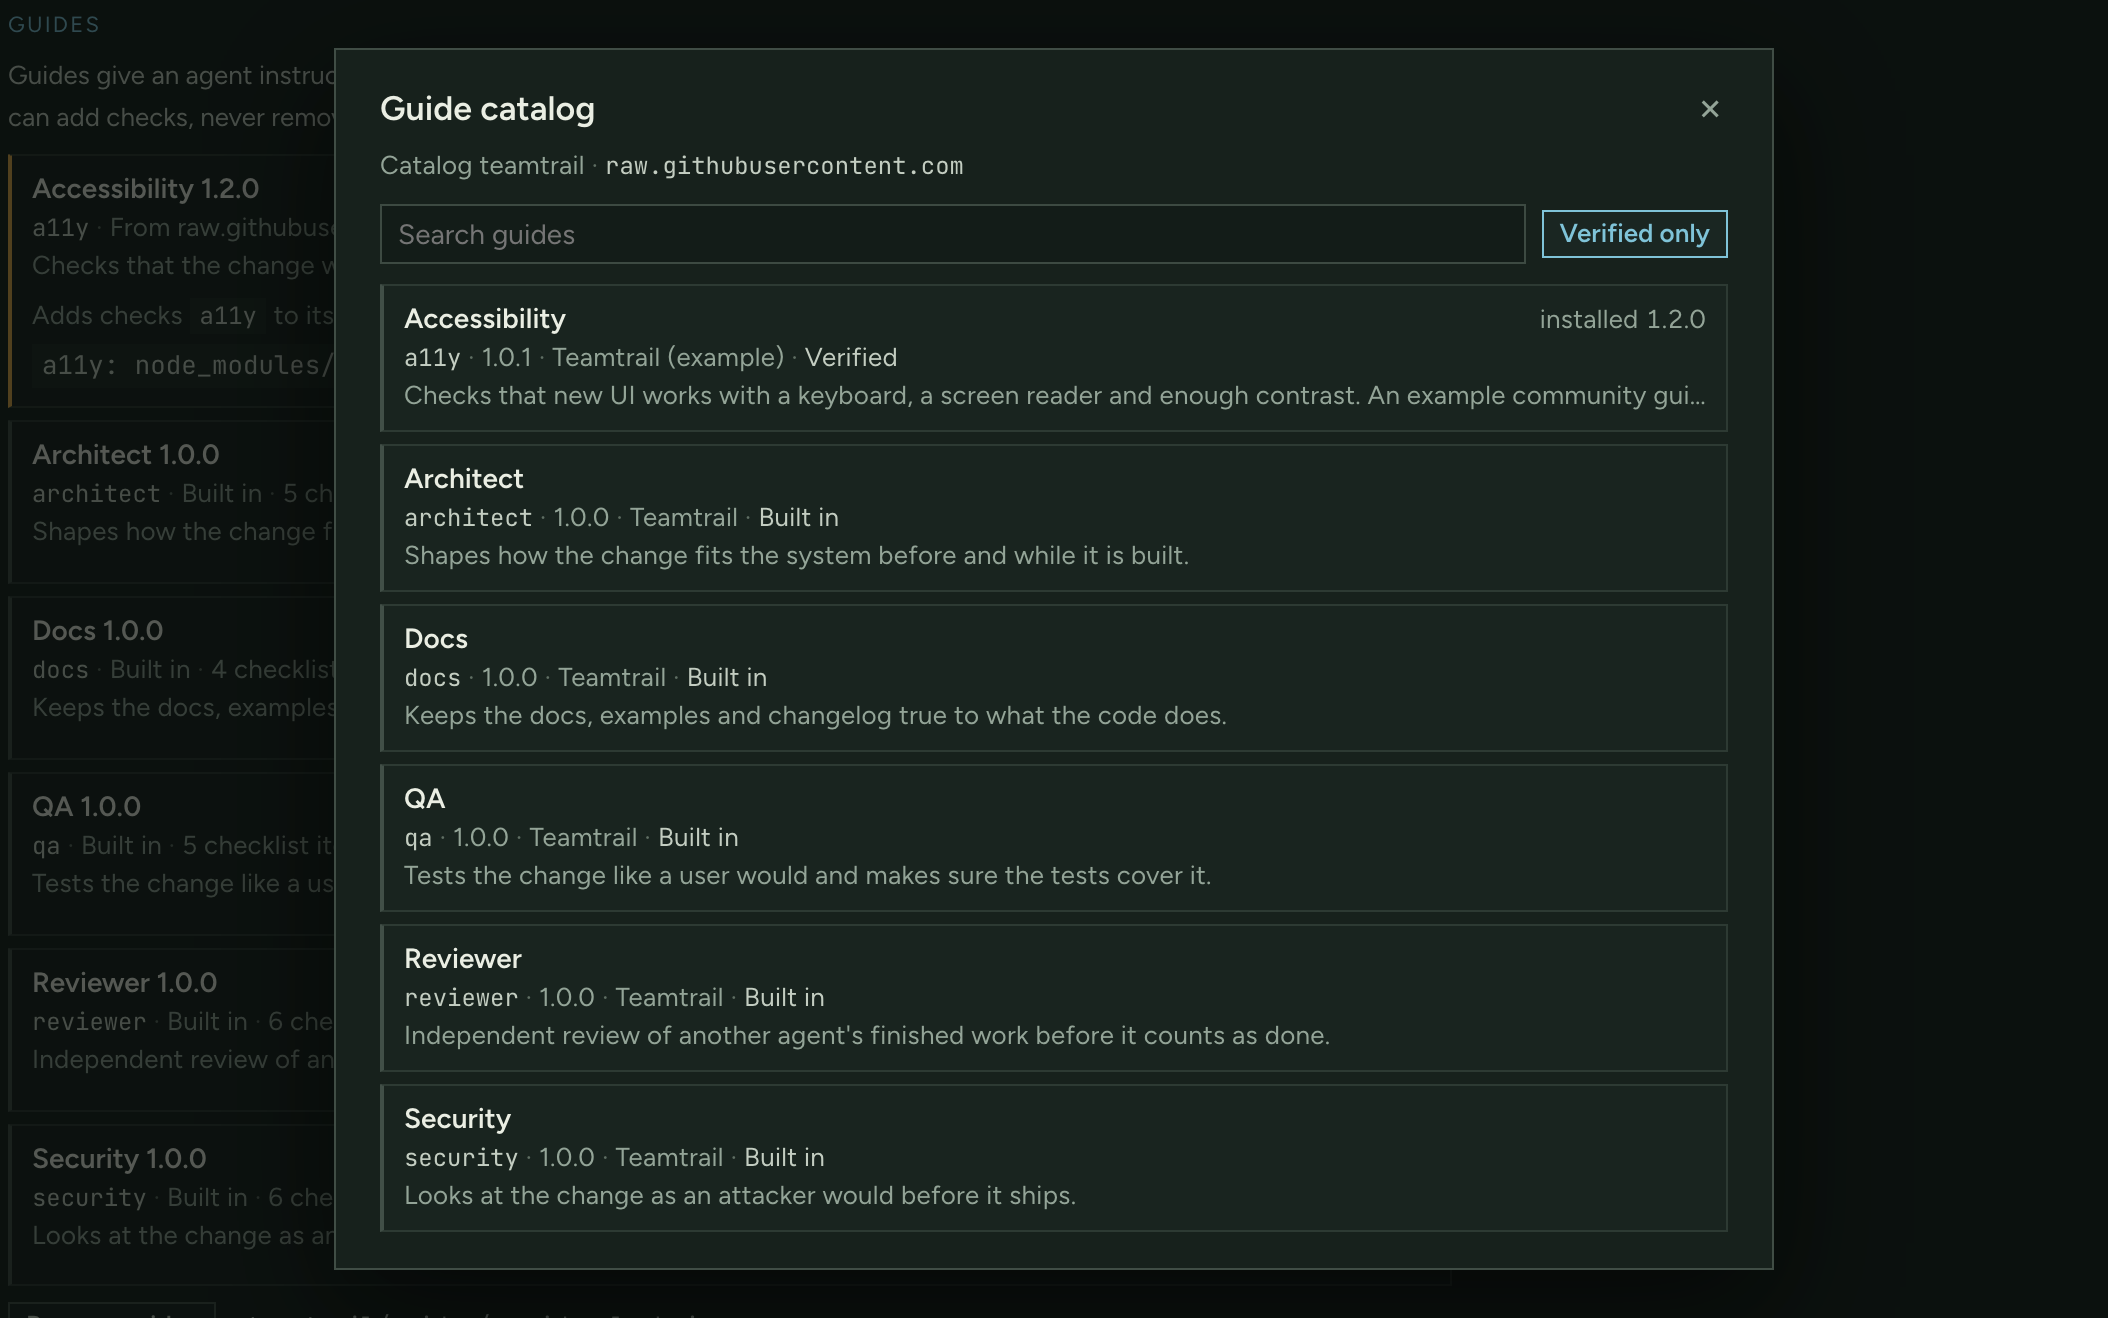 GUIDES
Guides give an agent instruc
can add checks, never remov
Accessibility 1.2.0
a11y · From raw.githubuse
Checks that the change w
Adds checks a11y to its
a11y: node_modules/
Architect 1.0.0
architect · Built in · 5 ch
Shapes how the change f
Docs 1.0.0
docs · Built in · 4 checklist
Keeps the docs, examples
QA 1.0.0
qa · Built in · 5 checklist it
Tests the change like a us
Reviewer 1.0.0
reviewer · Built in · 6 che
Independent review of an
Security 1.0.0
security · Built in · 6 che
Looks at the change as ar
Guide catalog
✕
Catalog teamtrail · raw.githubusercontent.com
Search guides
Verified only
Accessibility
installed 1.2.0
a11y · 1.0.1 · Teamtrail (example) · Verified
Checks that new UI works with a keyboard, a screen reader and enough contrast. An example community gui...
Architect
architect · 1.0.0 · Teamtrail · Built in
Shapes how the change fits the system before and while it is built.
Docs
docs · 1.0.0 · Teamtrail · Built in
Keeps the docs, examples and changelog true to what the code does.
QA
qa · 1.0.0 · Teamtrail · Built in
Tests the change like a user would and makes sure the tests cover it.
Reviewer
reviewer · 1.0.0 · Teamtrail · Built in
Independent review of another agent's finished work before it counts as done.
Security
security · 1.0.0 · Teamtrail · Built in
Looks at the change as an attacker would before it ships.